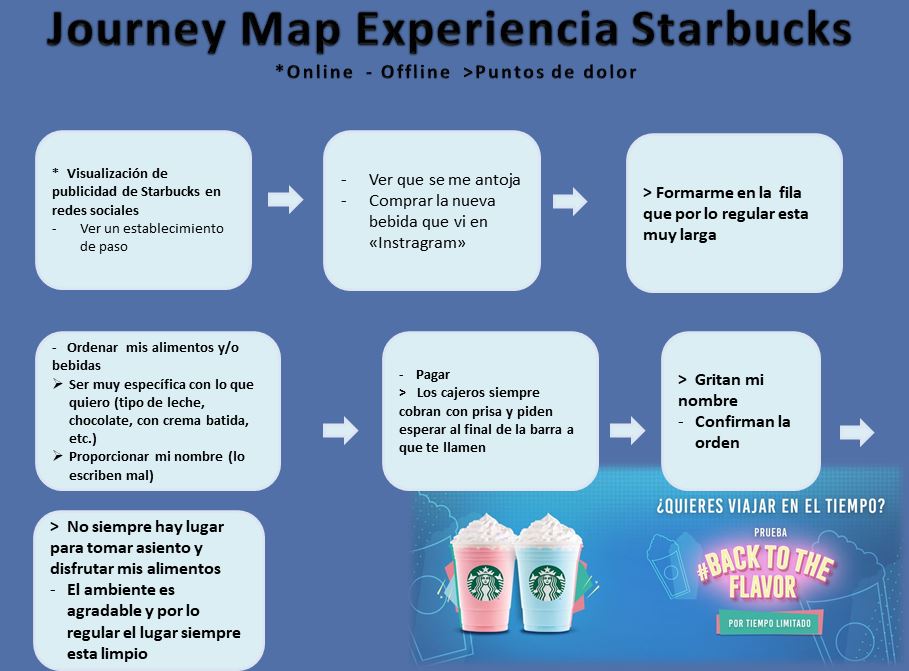 Journey Map Experiencia Starbucks
*Online - Offline >Puntos de dolor
* Visualización de
publicidad de Starbucks en
redes sociales
- Ver un establecimiento
de paso
- Ver que se me antoja
- Comprar la nueva
bebida que vi en
«Instragram»
> Formarme en la fila
que por lo regular esta
muy larga
- Ordenar mis alimentos y/o
bebidas
➢ Ser muy específica con lo que
quiero (tipo de leche,
chocolate, con crema batida,
etc.)
➢ Proporcionar mi nombre (lo
escriben mal)
- Pagar
> Los cajeros siempre
cobran con prisa y piden
esperar al final de la barra a
que te llamen
> Gritan mi
nombre
- Confirman la
orden
> No siempre hay lugar
para tomar asiento y
disfrutar mis alimentos
- El ambiente es
agradable y por lo
regular el lugar siempre
esta limpio
¿QUIERES VIAJAR EN EL TIEMPO?
PRUEBA
#BACK TO THE
FLAVOR
POR TIEMPO LIMITADO